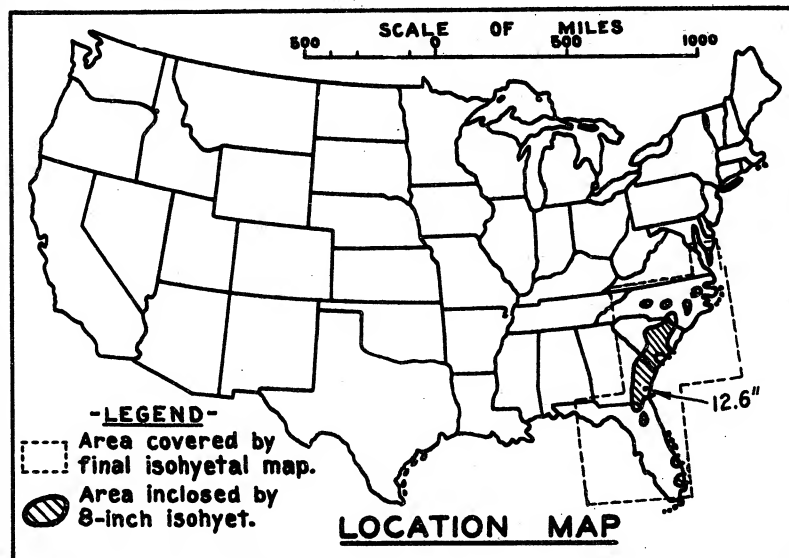 SCALE OF MILES
500 0 500 1000
12.6"
-LEGEND-
Area covered by
final isohyetal map.
Area inclosed by
8-inch isohyet.
LOCATION MAP